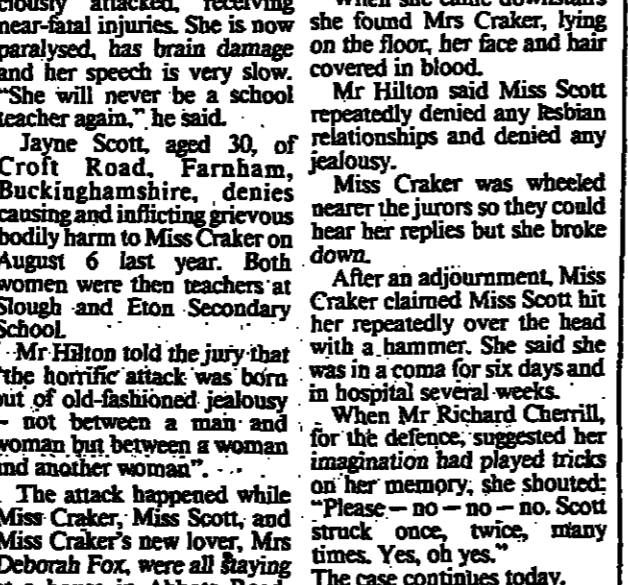 ciously attacked, receiving
near-fatal injuries. She is now
paralysed, has brain damage
and her speech is very slow.
"She will never be a school
teacher again," he said.
Jayne Scott, aged 30, of
Croft Road, Farnham,
Buckinghamshire, denies
causing and inflicting grievous
bodily harm to Miss Craker on
August 6 last year. Both
women were then teachers at
Slough and Eton Secondary
School.
Mr Hilton told the jury that
"the horrific attack was born
out of old-fashioned jealousy
– not between a man and
woman but between a woman
and another woman".
The attack happened while
Miss Craker, Miss Scott, and
Miss Craker's new lover, Mrs
Deborah Fox, were all staying
at a house in Abbots Road,
When she came downstairs
she found Mrs Craker, lying
on the floor, her face and hair
covered in blood.
Mr Hilton said Miss Scott
repeatedly denied any lesbian
relationships and denied any
jealousy.
Miss Craker was wheeled
nearer the jurors so they could
hear her replies but she broke
down.
After an adjournment, Miss
Craker claimed Miss Scott hit
her repeatedly over the head
with a hammer. She said she
was in a coma for six days and
in hospital several weeks.
When Mr Richard Cherrill,
for the defence, suggested her
imagination had played tricks
on her memory, she shouted:
"Please – no – no – no. Scott
struck once, twice, many
times. Yes, oh yes."
The case continues today.